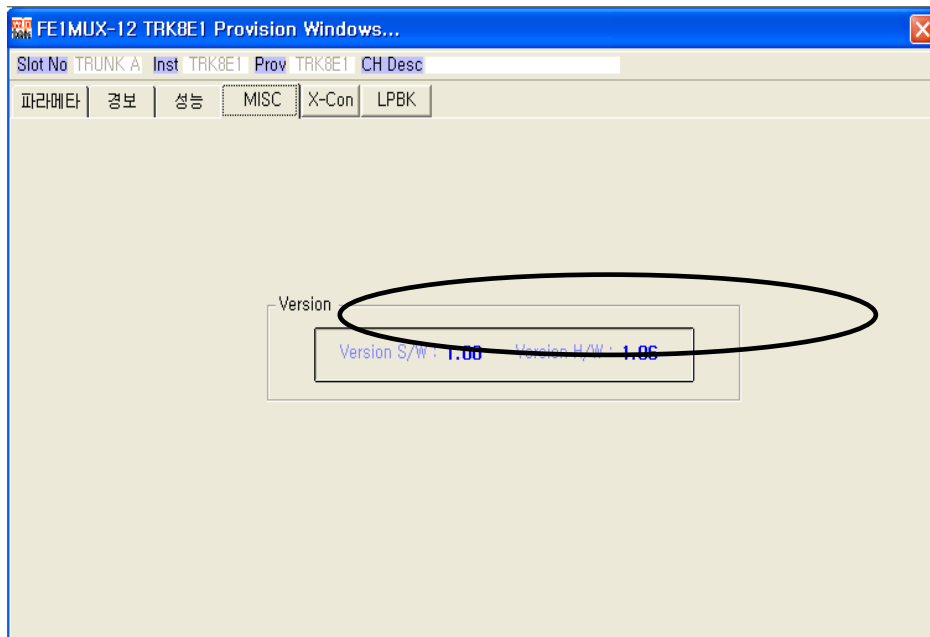 FE1MUX-12 TRK8E1 Provision Windows...
Slot No TRUNK A Inst TRK8E1 Prov TRK8E1 CH Desc
파라메타 경보 성능 MISC X-Con LPBK
Version
Version S/W : 1.00 Version H/W : 1.06